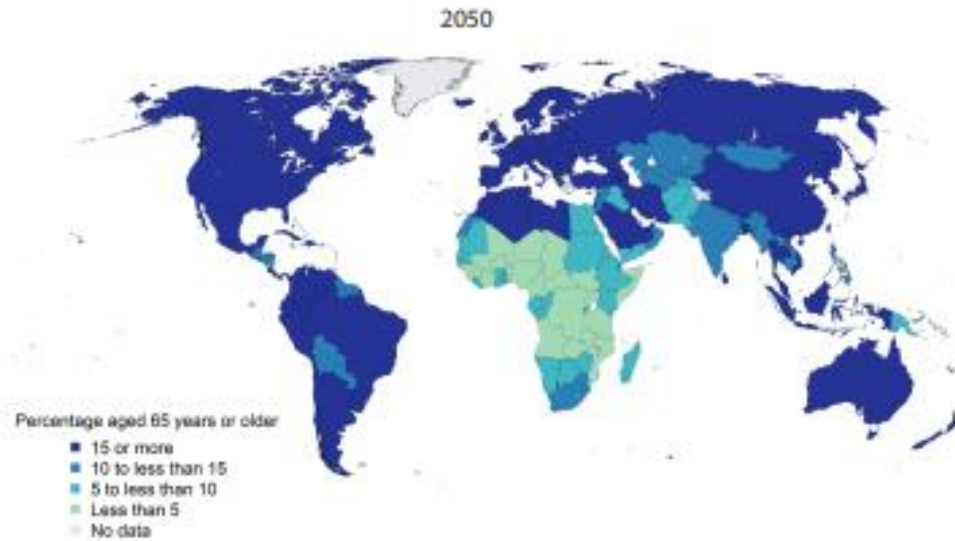 2050
Percentage aged 65 years or older
15 or more
10 to less than 15
5 to less than 10
Less than 5
No data